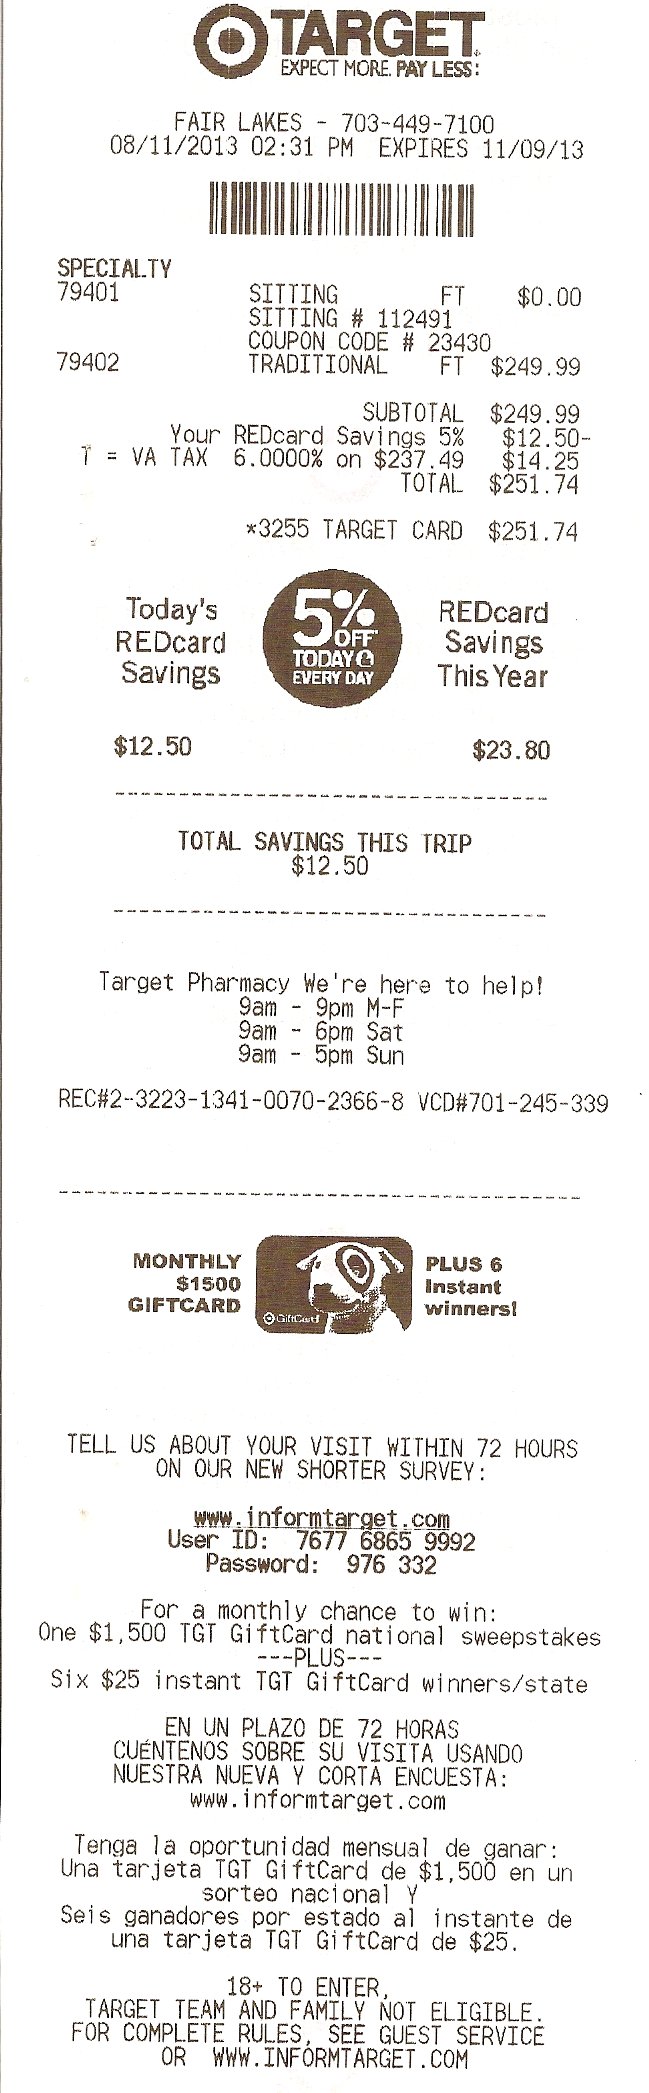 TARGET
EXPECT MORE. PAY LESS.
FAIR LAKES - 703-449-7100
08/11/2013 02:31 PM EXPIRES 11/09/13
SPECIALTY
79401 SITTING FT $0.00
SITTING # 112491
COUPON CODE # 23430
79402 TRADITIONAL FT $249.99
SUBTOTAL $249.99
Your REDcard Savings 5% $12.50-
T = VA TAX 6.0000% on $237.49 $14.25
TOTAL $251.74
*3255 TARGET CARD $251.74
Today's REDcard Savings
5% OFF TODAY & EVERY DAY
REDcard Savings This Year
$12.50 $23.80
TOTAL SAVINGS THIS TRIP
$12.50
Target Pharmacy We're here to help!
9am - 9pm M-F
9am - 6pm Sat
9am - 5pm Sun
REC#2-3223-1341-0070-2366-8 VCD#701-245-339
MONTHLY $1500 GIFTCARD
GiftCard
PLUS 6 Instant winners!
TELL US ABOUT YOUR VISIT WITHIN 72 HOURS
ON OUR NEW SHORTER SURVEY:
www.informtarget.com
User ID: 7677 6865 9992
Password: 976 332
For a monthly chance to win:
One $1,500 TGT GiftCard national sweepstakes
---PLUS---
Six $25 instant TGT GiftCard winners/state
EN UN PLAZO DE 72 HORAS
CUÉNTENOS SOBRE SU VISITA USANDO
NUESTRA NUEVA Y CORTA ENCUESTA:
www.informtarget.com
Tenga la oportunidad mensual de ganar:
Una tarjeta TGT GiftCard de $1,500 en un
sorteo nacional Y
Seis ganadores por estado al instante de
una tarjeta TGT GiftCard de $25.
18+ TO ENTER,
TARGET TEAM AND FAMILY NOT ELIGIBLE.
FOR COMPLETE RULES, SEE GUEST SERVICE
OR WWW.INFORMTARGET.COM